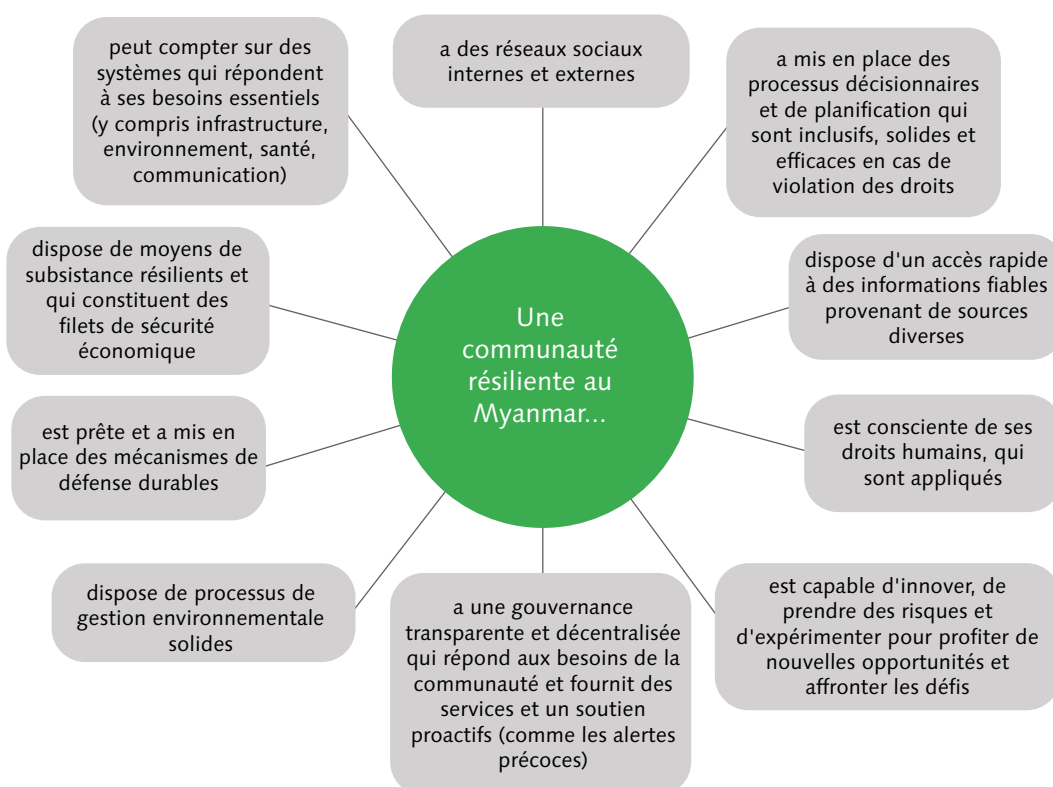 peut compter sur des
systèmes qui répondent
à ses besoins essentiels
(y compris infrastructure,
environnement, santé,
communication)
a des réseaux sociaux
internes et externes
a mis en place des
processus décisionnaires
et de planification qui
sont inclusifs, solides et
efficaces en cas de
violation des droits
dispose de moyens de
subsistance résilients et
qui constituent des
filets de sécurité
économique
Une
communauté
résiliente au
Myanmar...
dispose d'un accès rapide
à des informations fiables
provenant de sources
diverses
est prête et a mis en
place des mécanismes de
défense durables
est consciente de ses
droits humains, qui
sont appliqués
dispose de processus de
gestion environnementale
solides
a une gouvernance
transparente et décentralisée
qui répond aux besoins de la
communauté et fournit des
services et un soutien
proactifs (comme les alertes
précoces)
est capable d'innover, de
prendre des risques et
d'expérimenter pour profiter de
nouvelles opportunités et
affronter les défis